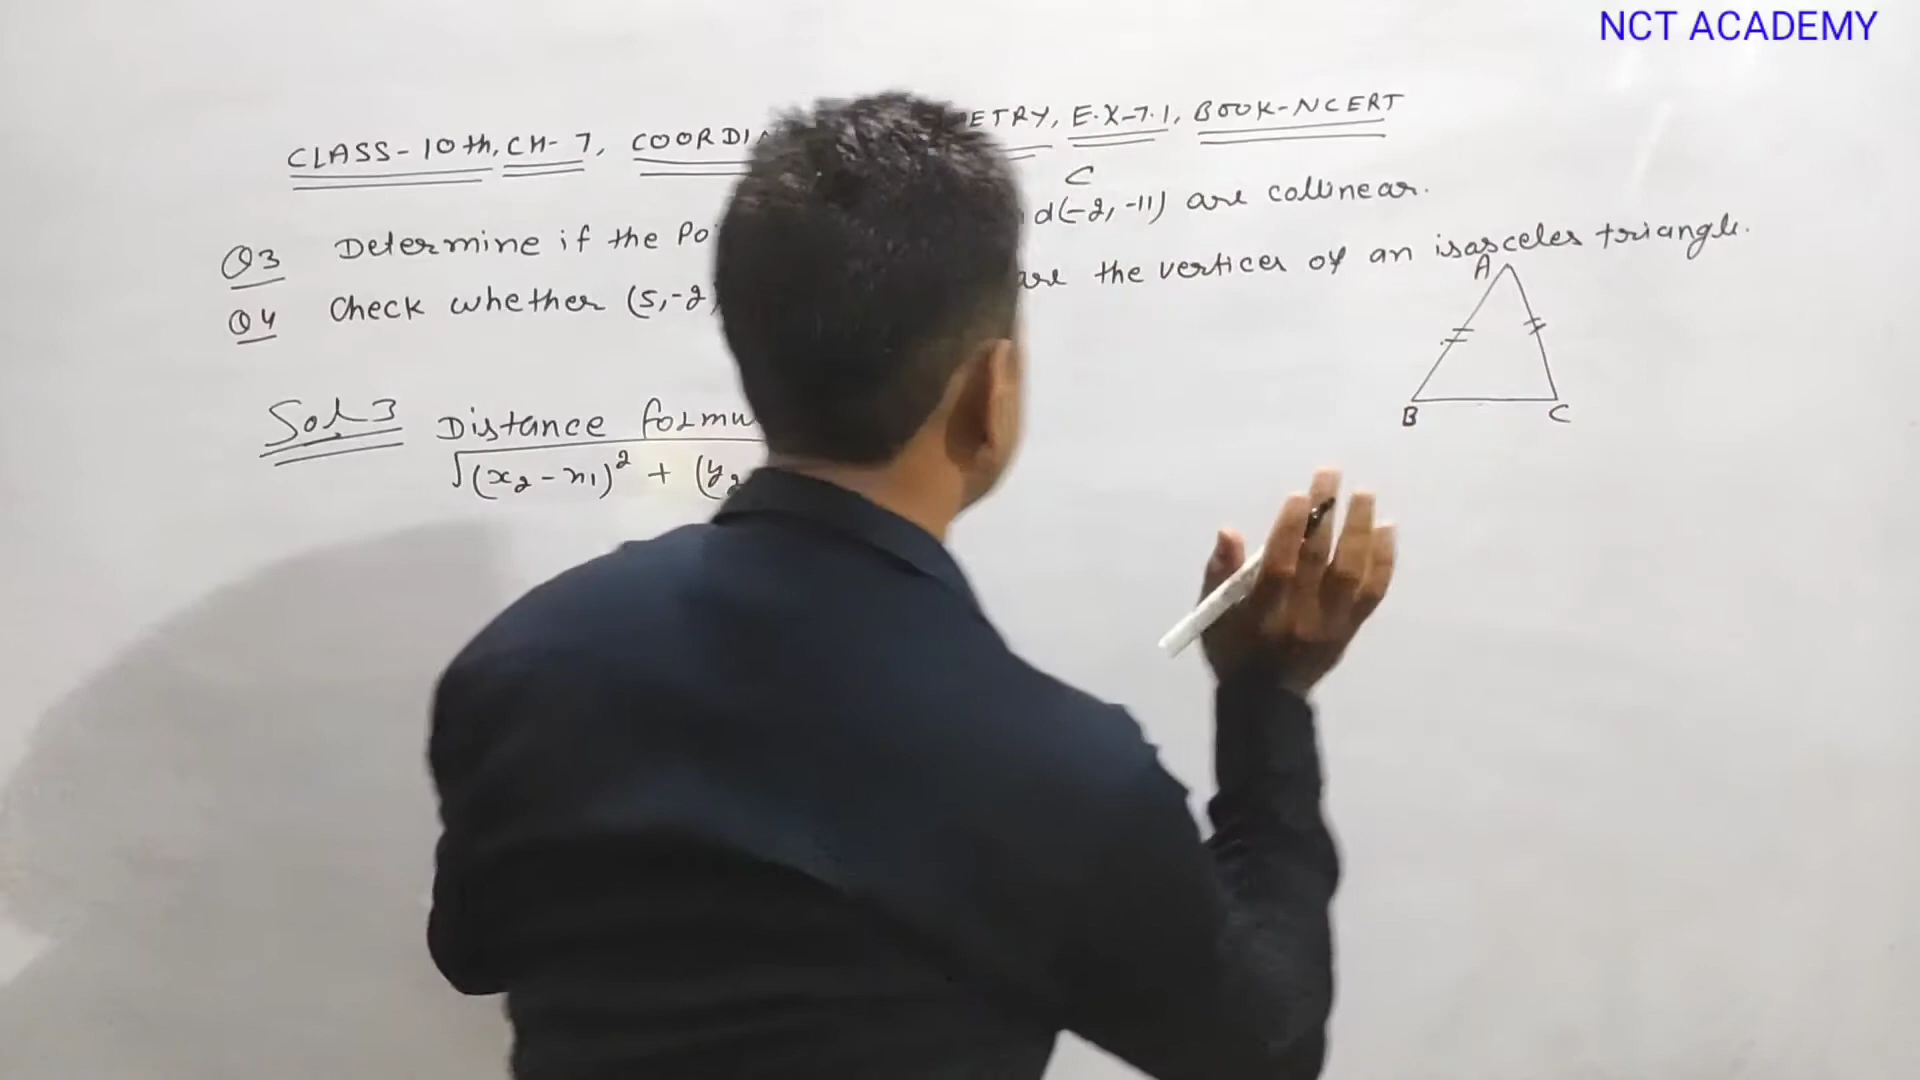 NCT ACADEMY
CLASS-10th, CH-7, COORDI ETRY, E.X-7.1, BOOK-NCERT
C
Q3 Determine if the Po d(-2, -11) are collinear.
Q4 Check whether (5,-2 are the vertices of an isasceles triangle.
A
B C
Sol 3 Distance formu
√(x2-x1)² + (y2